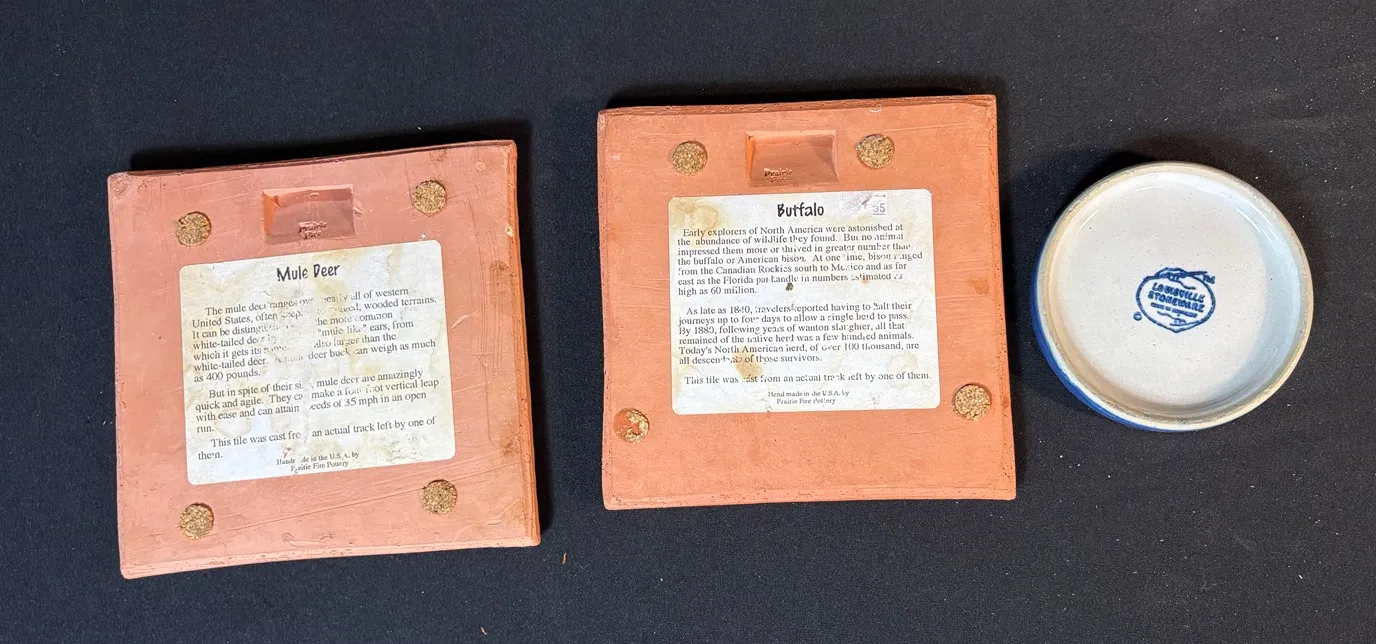 Prairie
Fire
Mule Deer
The mule deer ranges over nearly all of western
United States, often
wooded terrains.
It can be
the more common
white-tailed
"mule like" ears, from
which it gets its
also larger than the
white-tailed deer. A
deer buck can weigh as much
as 400 pounds.
But in spite of their
mule deer are amazingly
quick and agile. They
make a four foot vertical leap
with ease and can attain
of 35 mph in an open
run.
This tile was cast
an actual track left by one of
them.
in the U.S.A. by
Prairie Fire Pottery
Prairie
Fire
Buffalo
Early explorers of North America were astonished at
the abundance of wildlife they found. But no animal
impressed them more or thrived in greater number than
the buffalo or American bison. At one time, bison ranged
from the Canadian Rockies south to Mexico and as far
east as the Florida panhandle in numbers estimated as
high as 60 million.
As late as 1840, travelers reported having to halt their
journeys up to four days to allow a single herd to pass.
By 1880, following years of wanton slaughter, all that
remained of the native herd was a few hundred animals.
Today's North American herd, of over 100 thousand, are
all descendants of those survivors.
This tile was cast from an actual track left by one of them.
Hand made in the U.S.A. by
Prairie Fire Pottery
LOUISVILLE
STONEWARE
©